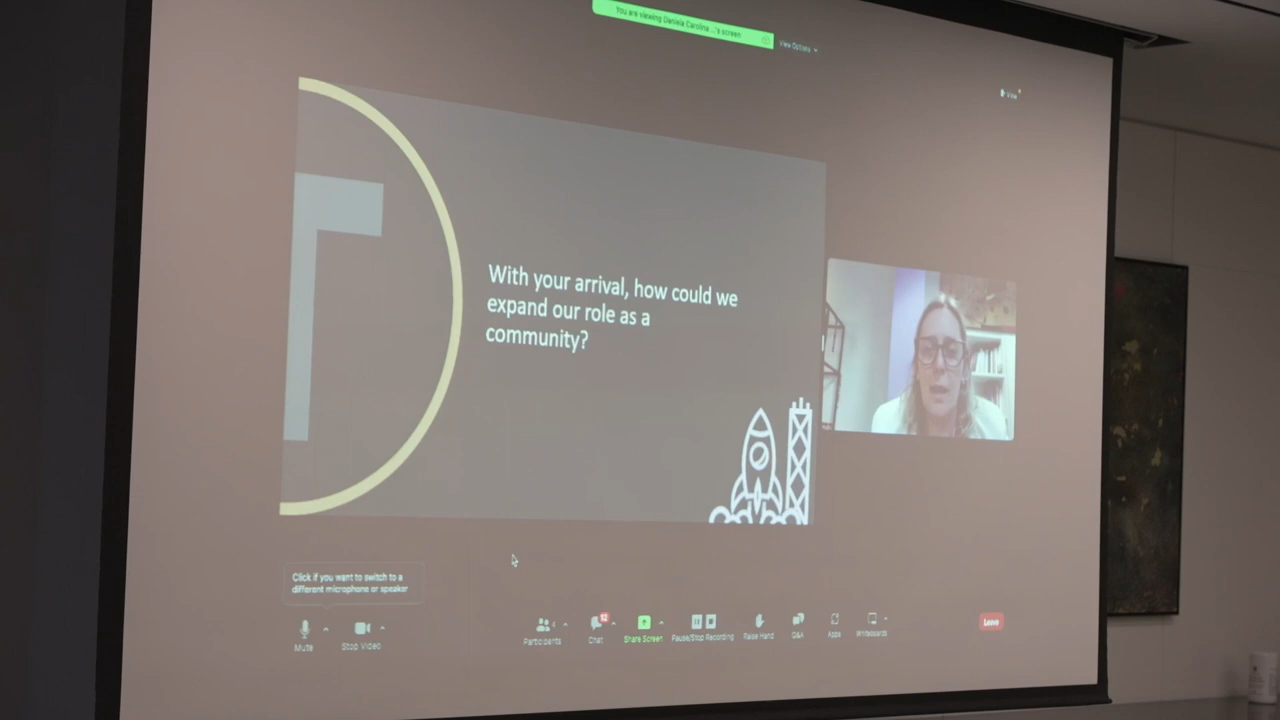 You are viewing Daniela Carolina ...'s screen
View Options
View
With your arrival, how could we
expand our role as a
community?
Click if you want to switch to a
different microphone or speaker
Mute
Stop Video
Participants
Chat
Share Screen
Pause/Stop Recording
Raise Hand
Q&A
Apps
Whiteboards
Leave